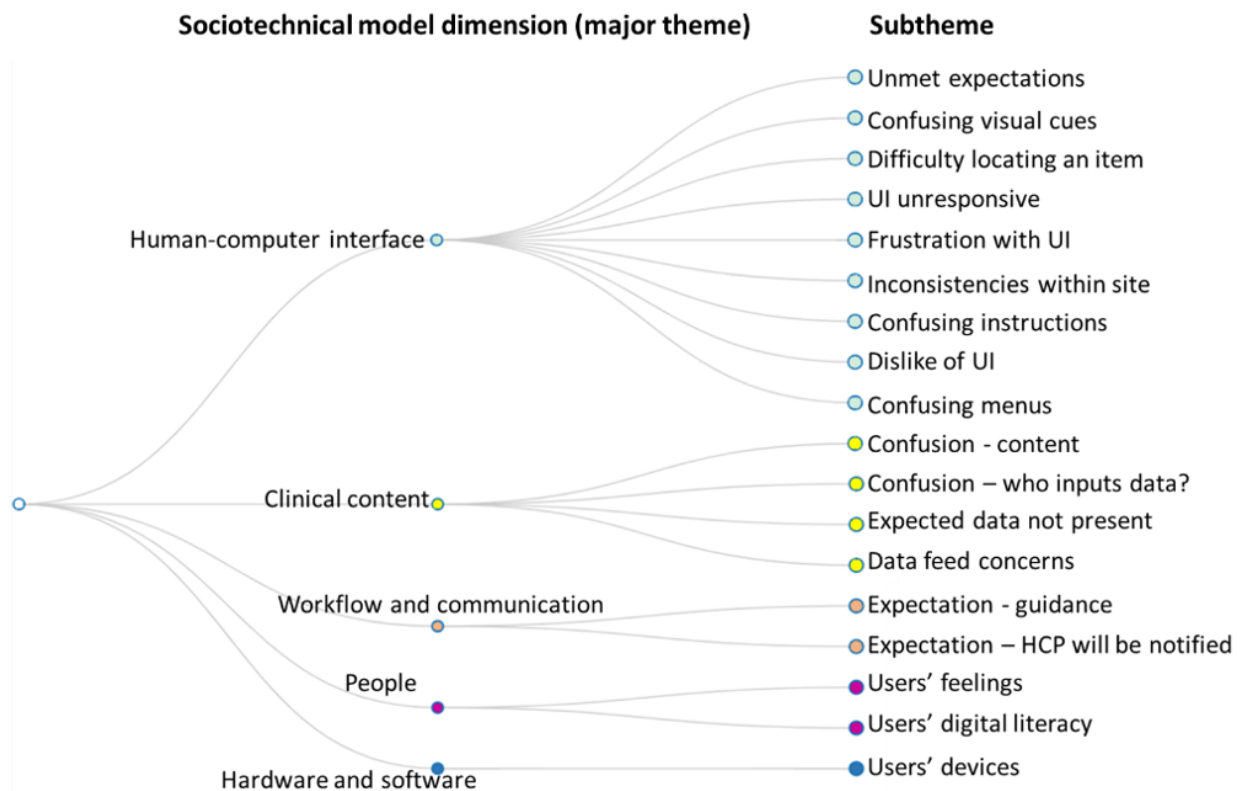 Sociotechnical model dimension (major theme) Subtheme
Unmet expectations
Confusing visual cues
Difficulty locating an item
UI unresponsive
Human-computer interface
Frustration with UI
Inconsistencies within site
Confusing instructions
Dislike of UI
Confusing menus
Confusion - content
Clinical content
Confusion – who inputs data?
Expected data not present
Data feed concerns
Workflow and communication
Expectation - guidance
Expectation – HCP will be notified
People
Users’ feelings
Users’ digital literacy
Hardware and software
Users’ devices